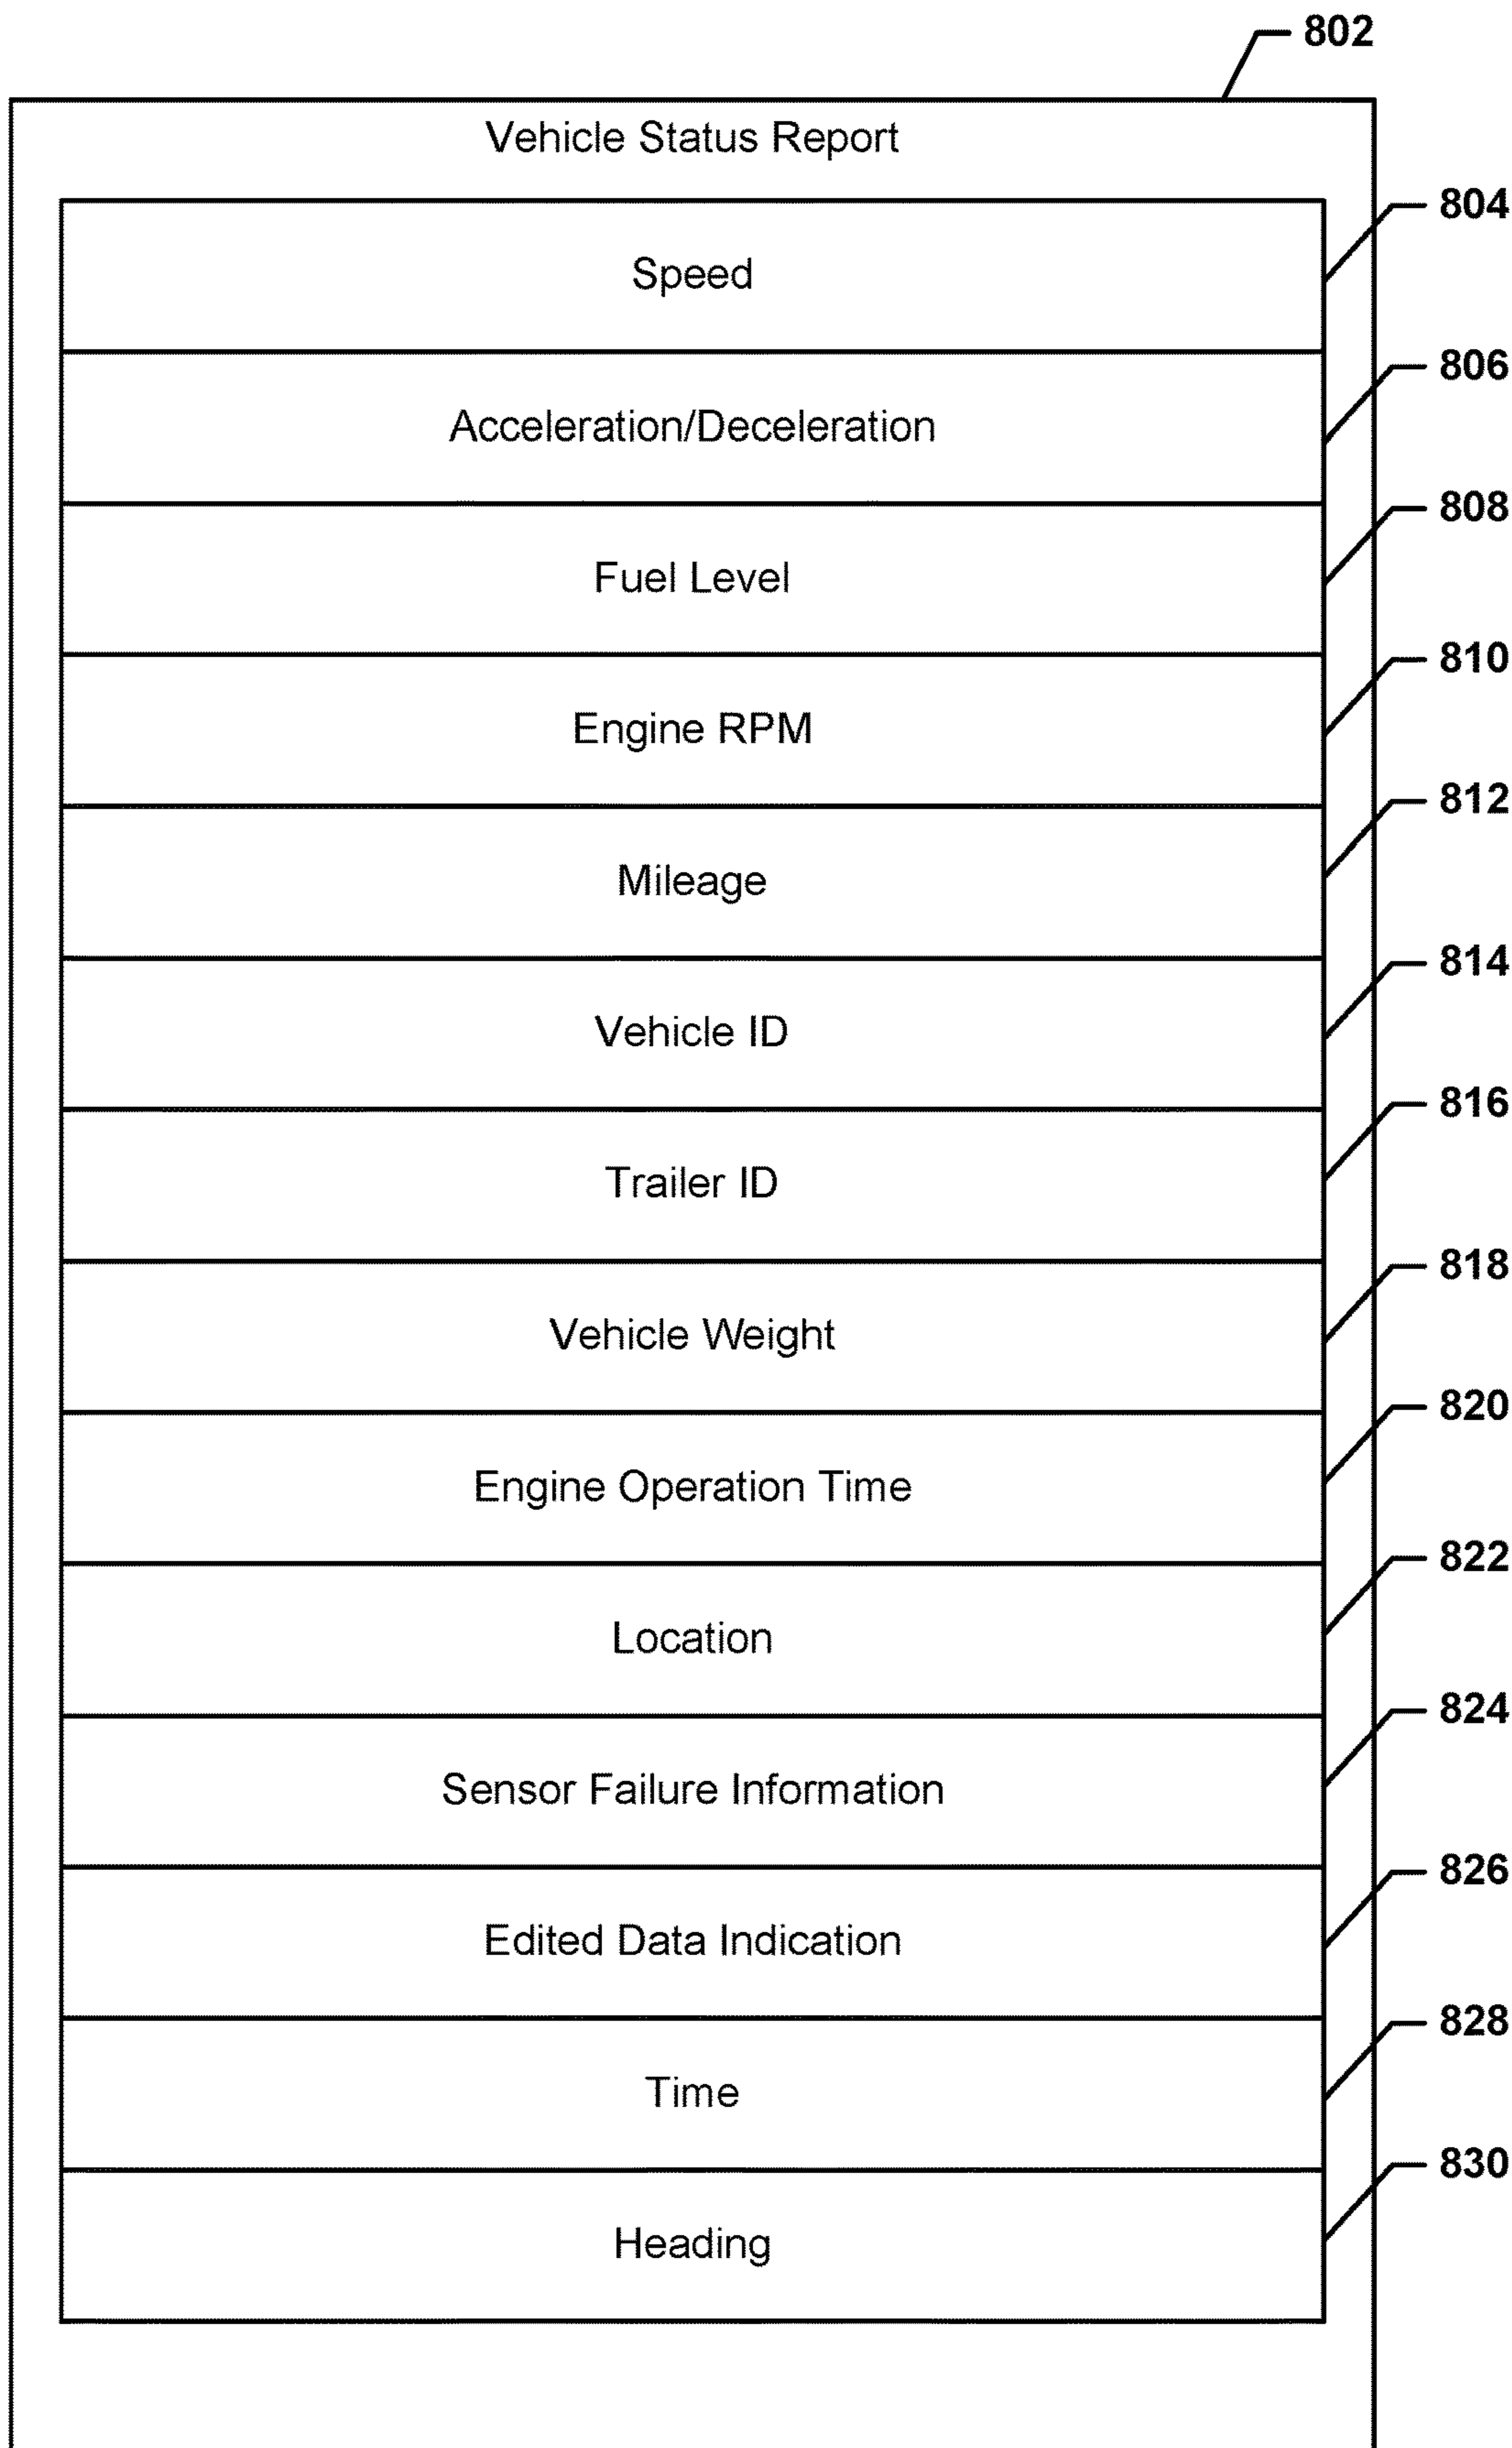 802
Vehicle Status Report
804
Speed
806
Acceleration/Deceleration
808
Fuel Level
810
Engine RPM
812
Mileage
814
Vehicle ID
816
Trailer ID
818
Vehicle Weight
820
Engine Operation Time
822
Location
824
Sensor Failure Information
826
Edited Data Indication
828
Time
830
Heading